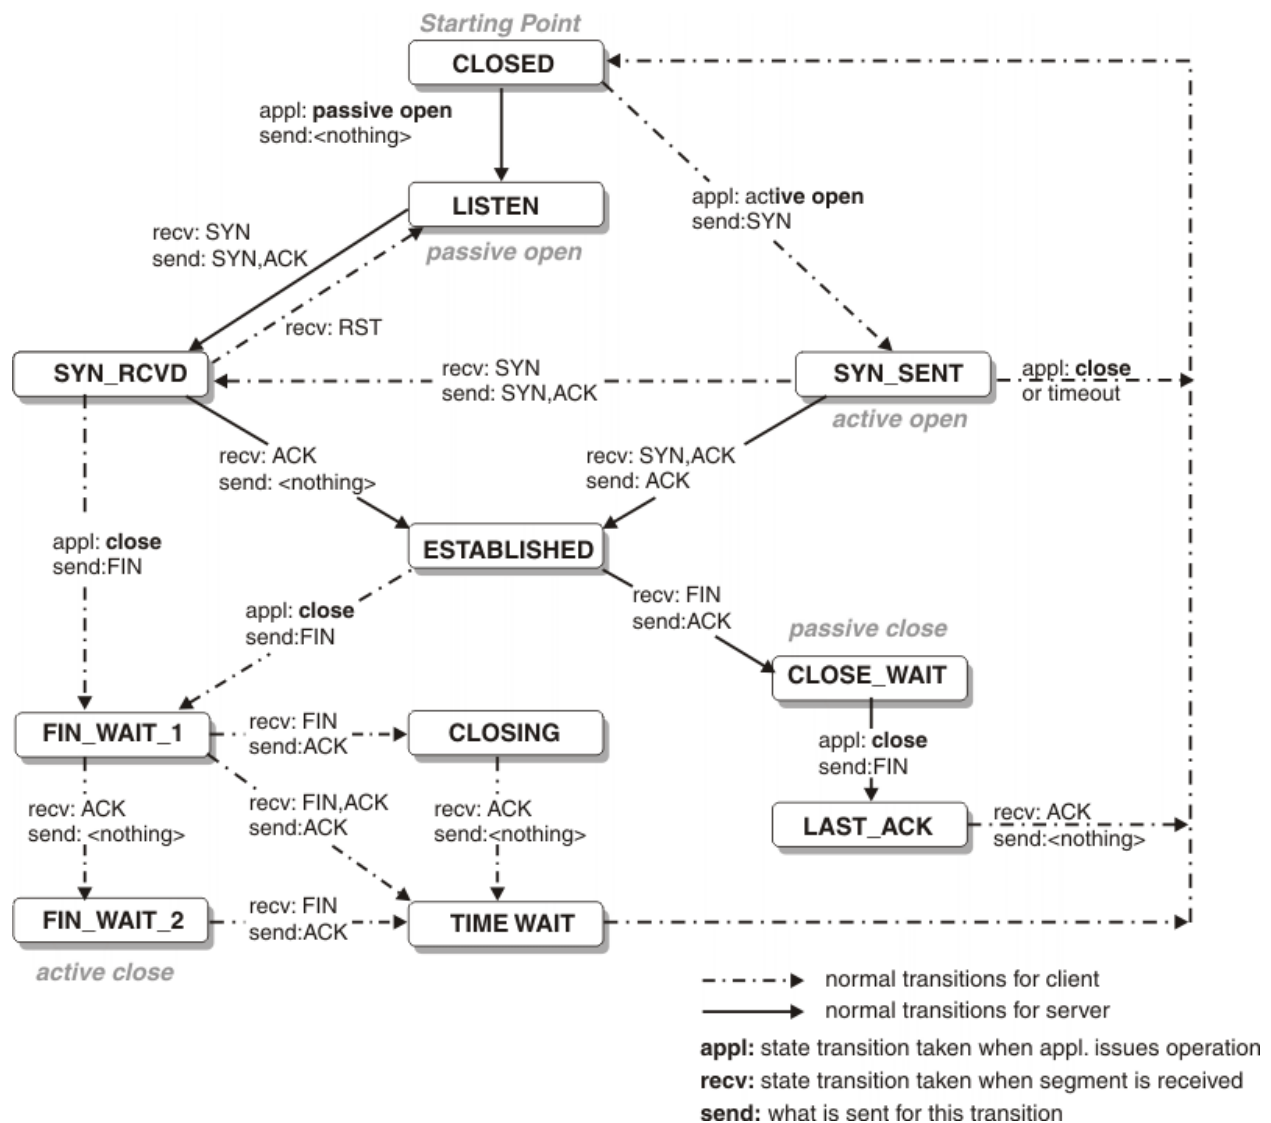 Starting Point
CLOSED
appl: passive open
send:<nothing>
appl: active open
send:SYN
LISTEN
passive open
recv: SYN
send: SYN,ACK
recv: RST
SYN_RCVD
recv: SYN
send: SYN,ACK
SYN_SENT
active open
appl: close
or timeout
recv: ACK
send: <nothing>
recv: SYN,ACK
send: ACK
appl: close
send:FIN
ESTABLISHED
appl: close
send:FIN
recv: FIN
send:ACK
passive close
CLOSE_WAIT
appl: close
send:FIN
LAST_ACK
recv: ACK
send:<nothing>
FIN_WAIT_1
recv: FIN
send:ACK
CLOSING
recv: ACK
send: <nothing>
recv: FIN,ACK
send:ACK
recv: ACK
send:<nothing>
FIN_WAIT_2
recv: FIN
send:ACK
TIME WAIT
active close
normal transitions for client
normal transitions for server
appl: state transition taken when appl. issues operation
recv: state transition taken when segment is received
send: what is sent for this transition